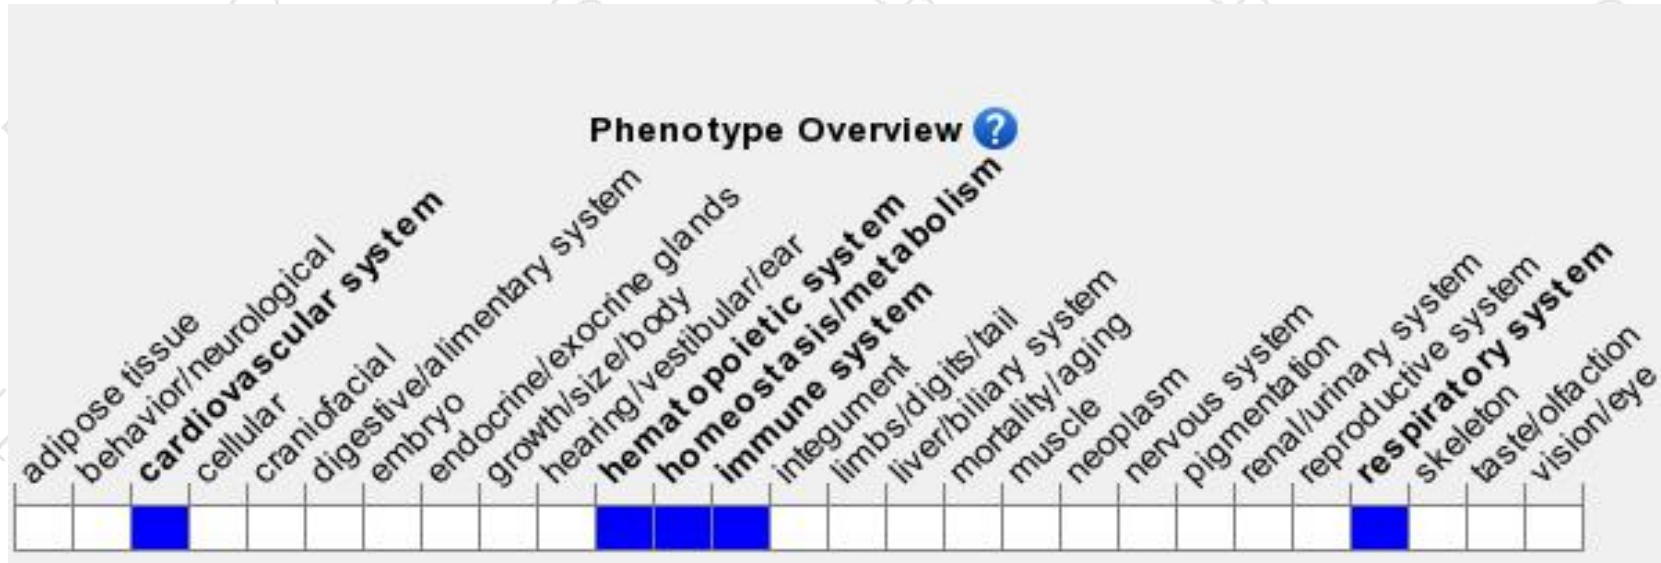 Phenotype Overview ?
adipose tissue
behavior/neurological
cardiovascular system
cellular
craniofacial
digestive/alimentary system
embryo
endocrine/exocrine glands
growth/size/body
hearing/vestibular/ear
hematopoietic system
homeostasis/metabolism
immune system
integument
limbs/digits/tail
liver/biliary system
mortality/aging
muscle
neoplasm
nervous system
pigmentation
renal/urinary system
reproductive system
respiratory system
skeleton
taste/olfaction
vision/eye